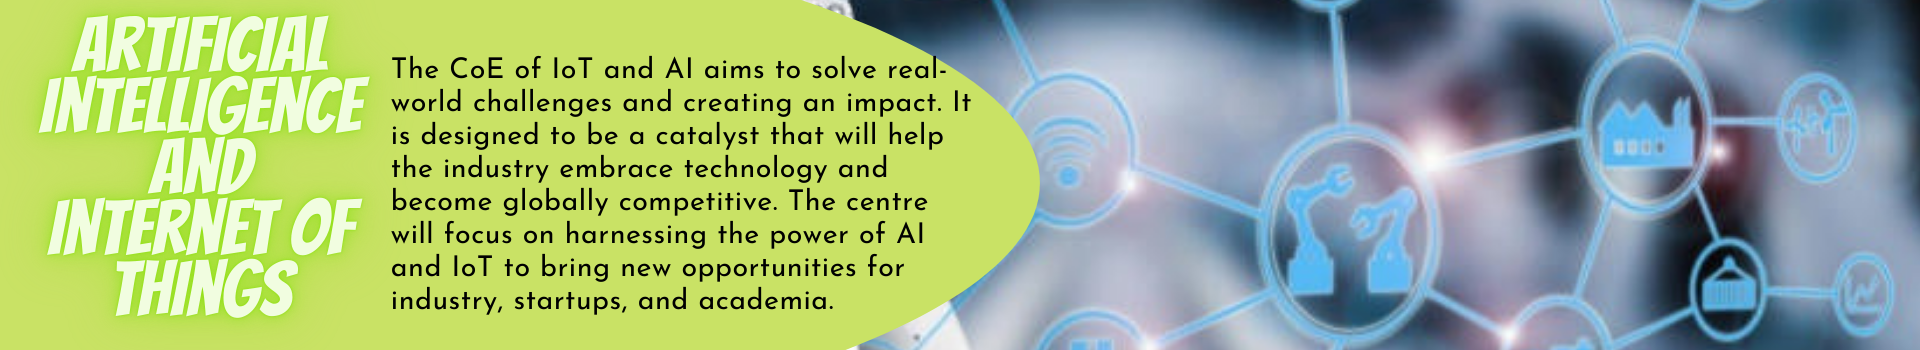 ARTIFICIAL
INTELLIGENCE
AND
INTERNET OF
THINGS
The CoE of IoT and AI aims to solve real-
world challenges and creating an impact. It
is designed to be a catalyst that will help
the industry embrace technology and
become globally competitive. The centre
will focus on harnessing the power of AI
and IoT to bring new opportunities for
industry, startups, and academia.